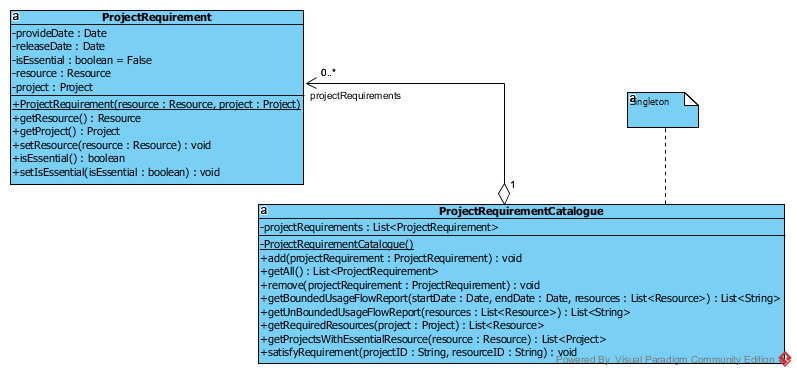 a
ProjectRequirement
-provideDate : Date
-releaseDate : Date
-isEssential : boolean = False
-resource : Resource
-project : Project
+ProjectRequirement(resource : Resource, project : Project)
+getResource() : Resource
+getProject() : Project
+setResource(resource : Resource) : void
+isEssential() : boolean
+setIsEssential(isEssential : boolean) : void
0..*
projectRequirements
a
Singleton
1
a
ProjectRequirementCatalogue
-projectRequirements : List<ProjectRequirement>
-ProjectRequirementCatalogue()
+add(projectRequirement : ProjectRequirement) : void
+getAll() : List<ProjectRequirement>
+remove(projectRequirement : ProjectRequirement) : void
+getBoundedUsageFlowReport(startDate : Date, endDate : Date, resources : List<Resource>) : List<String>
+getUnBoundedUsageFlowReport(resources : List<Resource>) : List<String>
+getRequiredResources(project : Project) : List<Resource>
+getProjectsWithEssentialResource(resource : Resource) : List<Project>
+satisfyRequirement(projectID : String, resourceID : String) : void
Powered By Visual Paradigm Community Edition